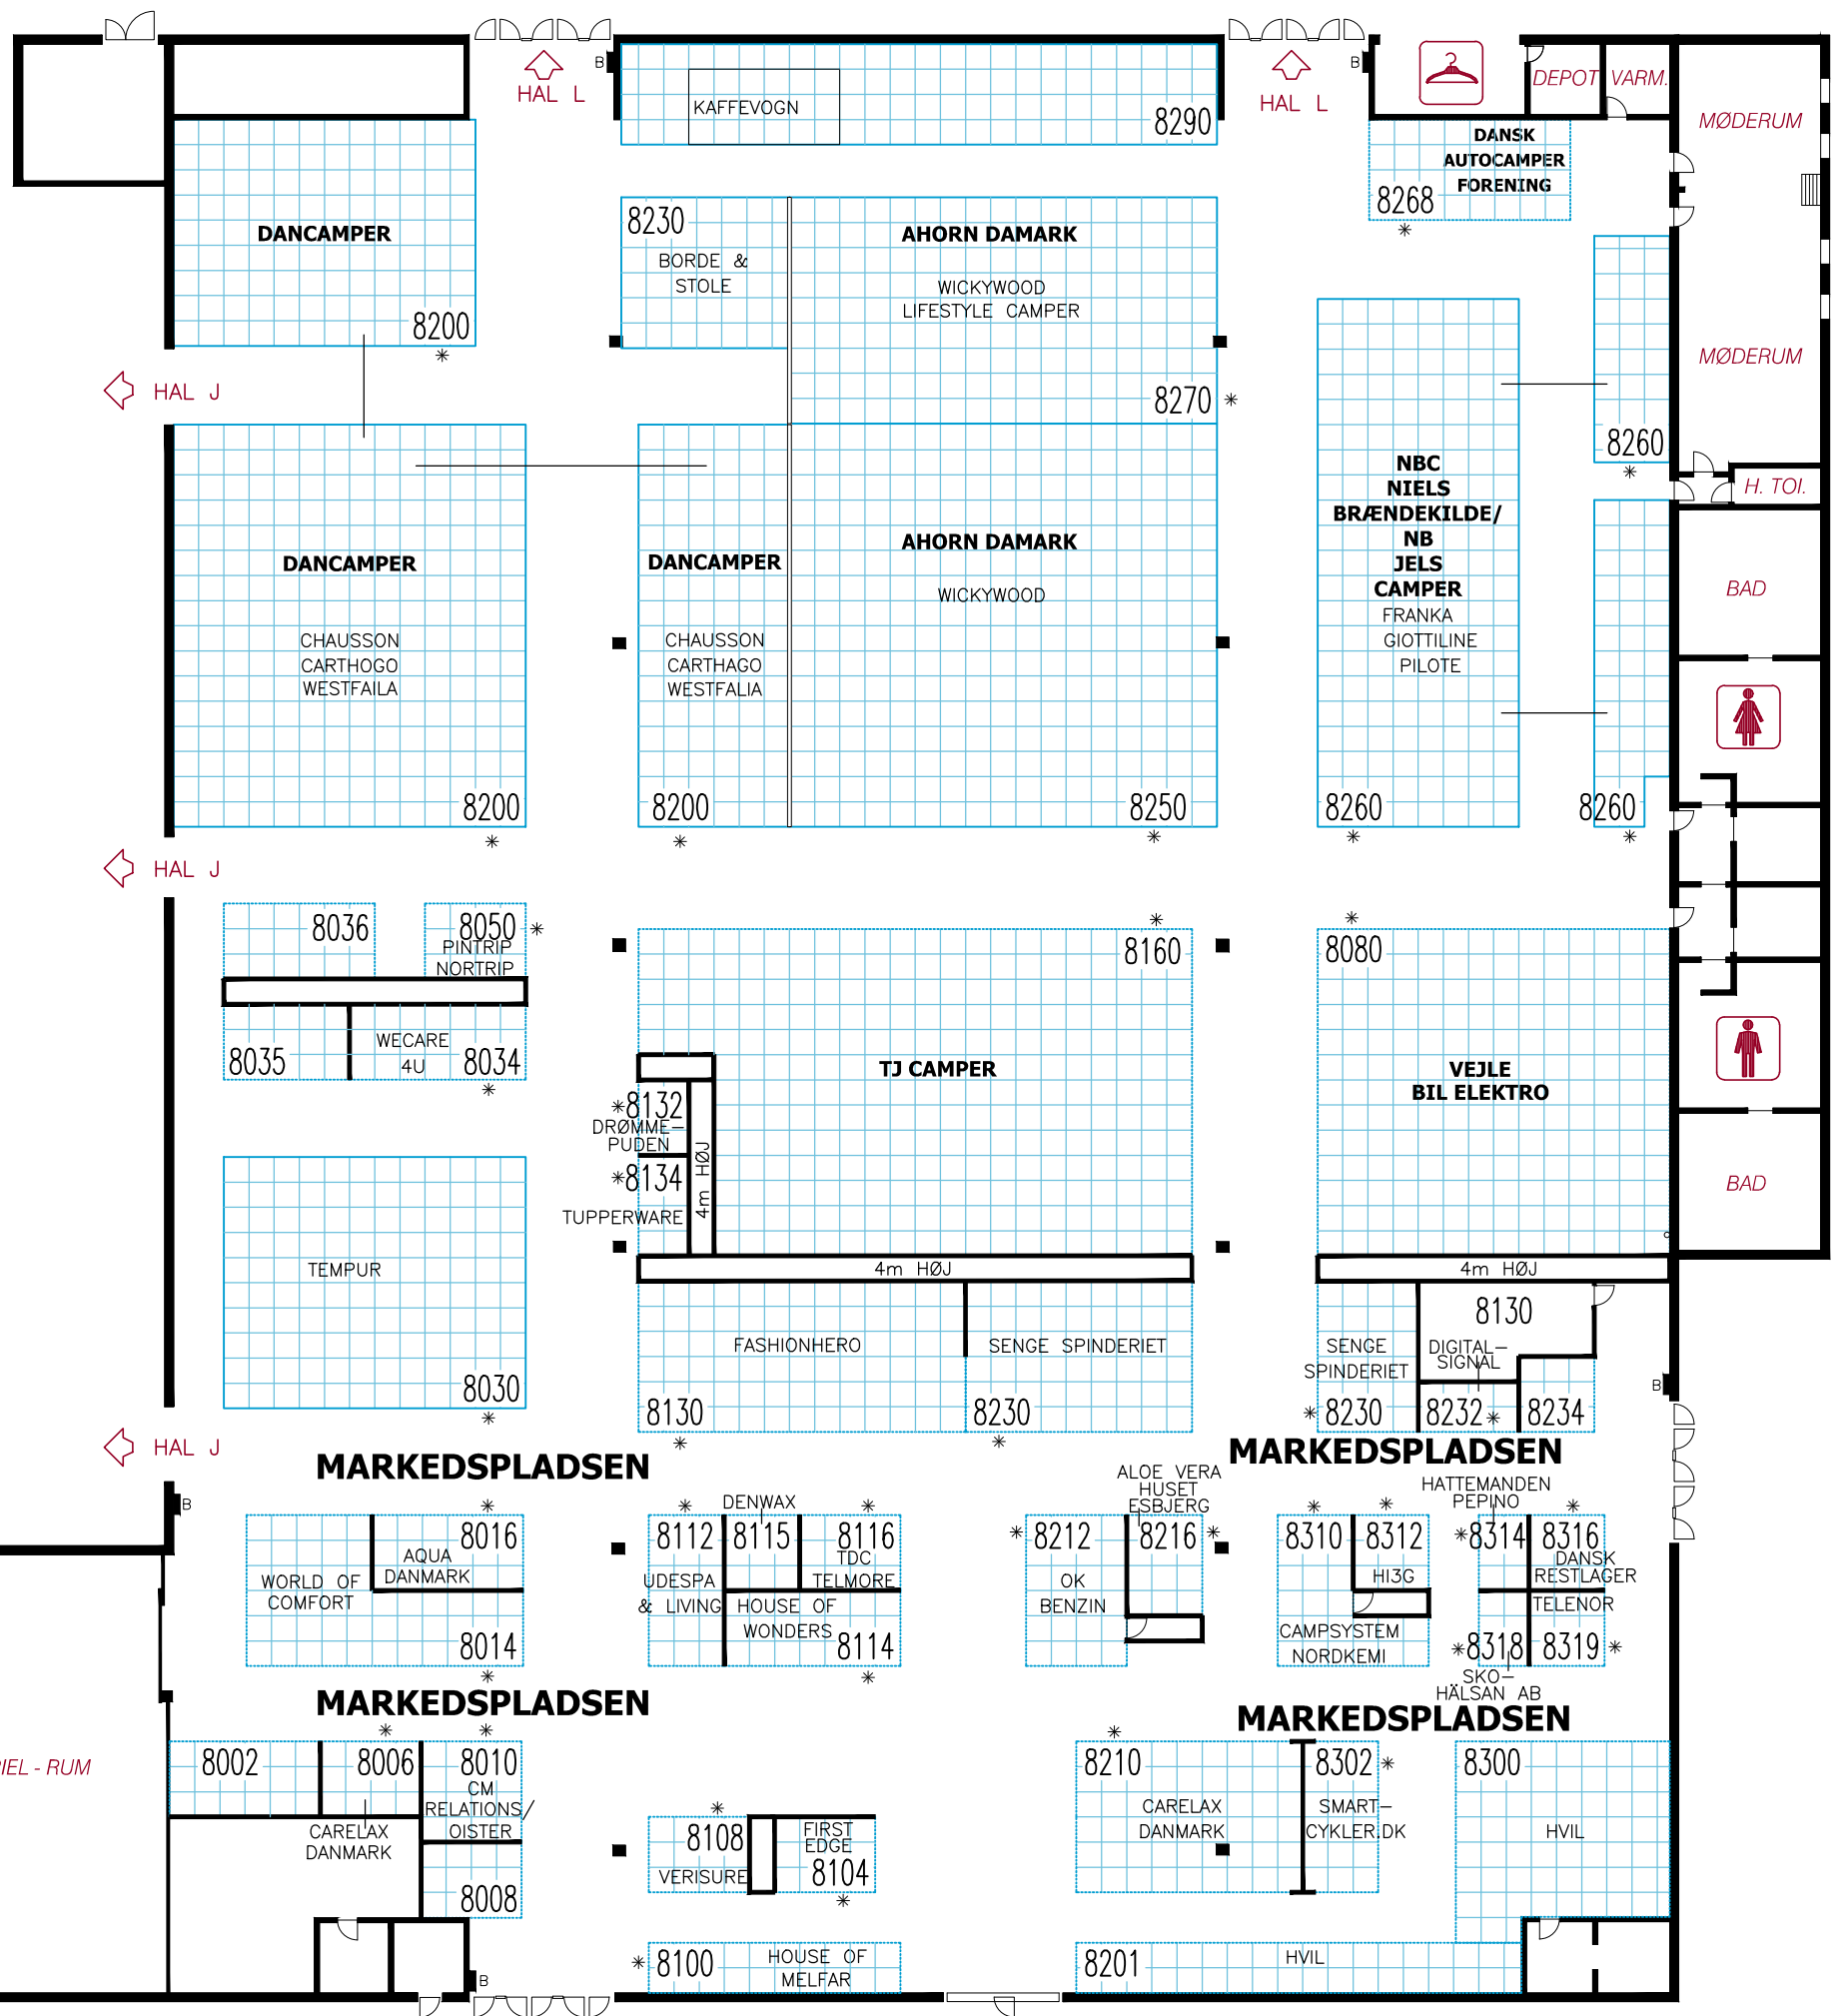 B
HAL L
KAFFEVOGN
8290
HAL L
B
DEPOT
VARM.
MØDERUM
DANSK
AUTOCAMPER
FORENING
8268
*
DANCAMPER
8200
*
8230
BORDE &
STOLE
AHORN DAMARK
WICKYWOOD
LIFESTYLE CAMPER
8270 *
MØDERUM
HAL J
8260
*
H. TOI.
NBC
NIELS
BRÆNDEKILDE/
NB
JELS
CAMPER
FRANKA
GIOTTILINE
PILOTE
8260
*
8260
*
DANCAMPER
CHAUSSON
CARTHOGO
WESTFAILA
8200
*
DANCAMPER
CHAUSSON
CARTHAGO
WESTFALIA
8200
*
AHORN DAMARK
WICKYWOOD
8250
*
BAD
HAL J
8036
8050 *
PINTRIP
NORTRIP
8035
WECARE
4U
8034
*
*
8160
TJ CAMPER
*
8080
VEJLE
BIL ELEKTRO
*8132
DRØMME-
PUDEN
*8134
TUPPERWARE
4m HØJ
BAD
TEMPUR
8030
*
4m HØJ
4m HØJ
FASHIONHERO
8130
*
SENGE SPINDERIET
8230
*
SENGE
SPINDERIET
* 8230
8130
DIGITAL-
SIGNAL
8232 *
8234
B
HAL J
MARKEDSPLADSEN
MARKEDSPLADSEN
B
WORLD OF
COMFORT
*
8016
AQUA
DANMARK
8014
*
*
8112
UDESPA
& LIVING
DENWAX
8115
*
8116
TDC
TELMORE
HOUSE OF
WONDERS
8114
*
* 8212
OK
BENZIN
ALOE VERA
HUSET
ESBJERG
8216 *
*
8310
*
8312
HI3G
CAMPSYSTEM
NORDKEMI
HATTEMANDEN
PEPINO
*8314
*
8316
DANSK
RESTLAGER
TELENOR
*8318
8319 *
SKO-
HÄLSAN AB
MARKEDSPLADSEN
MARKEDSPLADSEN
IEL - RUM
8002
*
8006
CARELAX
DANMARK
*
8010
CM
RELATIONS/
OISTER
8008
*
8108
VERISURE
FIRST
EDGE
8104
*
*
8210
CARELAX
DANMARK
8302 *
SMART-
CYKLER.DK
8300
HVIL
B
* 8100
HOUSE OF
MELFAR
8201
HVIL